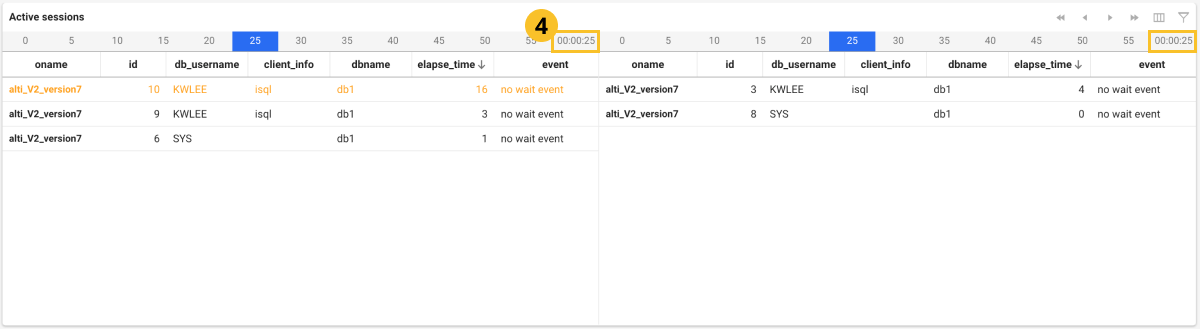 Active sessions
4
0 5 10 15 20 25 30 35 40 45 50 55 00:00:25 0 5 10 15 20 25 30 35 40 45 50 55 00:00:25
oname id db_username client_info dbname elapse_time ↓ event oname id db_username client_info dbname elapse_time ↓ event
alti_V2_version7 10 KWLEE isql db1 16 no wait event alti_V2_version7 3 KWLEE isql db1 4 no wait event
alti_V2_version7 9 KWLEE isql db1 3 no wait event alti_V2_version7 8 SYS db1 0 no wait event
alti_V2_version7 6 SYS db1 1 no wait event